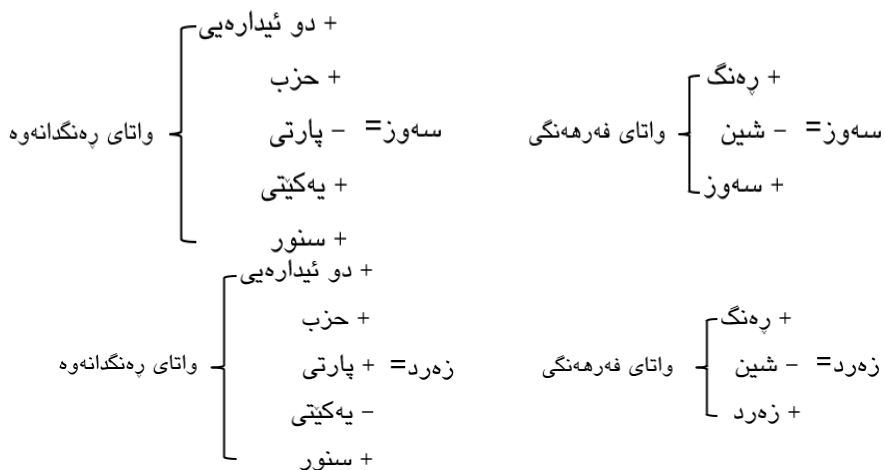 سەوز= + ڕەنگ
– شین
+ سەوز
واتای فەرهەنگی
سەوز= + دو ئیدارەیی
+ حزب
– پارتی
+ یەکێتی
+ سنور
واتای ڕەنگدانەوە
زەرد= + ڕەنگ
– شین
+ زەرد
واتای فەرهەنگی
زەرد= + دو ئیدارەیی
+ حزب
+ پارتی
– یەکێتی
+ سنور
واتای ڕەنگدانەوە